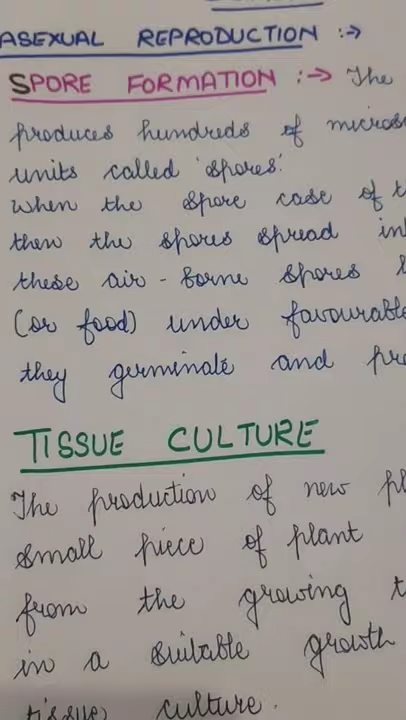 ASEXUAL REPRODUCTION :->
SPORE FORMATION :-> The
produces hundreds of
units called 'spores'.
When the spore case of
then the spores spread
these air-borne spores
(or food) under favourable
they germinate and
TISSUE CULTURE
The production of new
small piece of plant
from the growing
in a suitable growth
tissue culture.